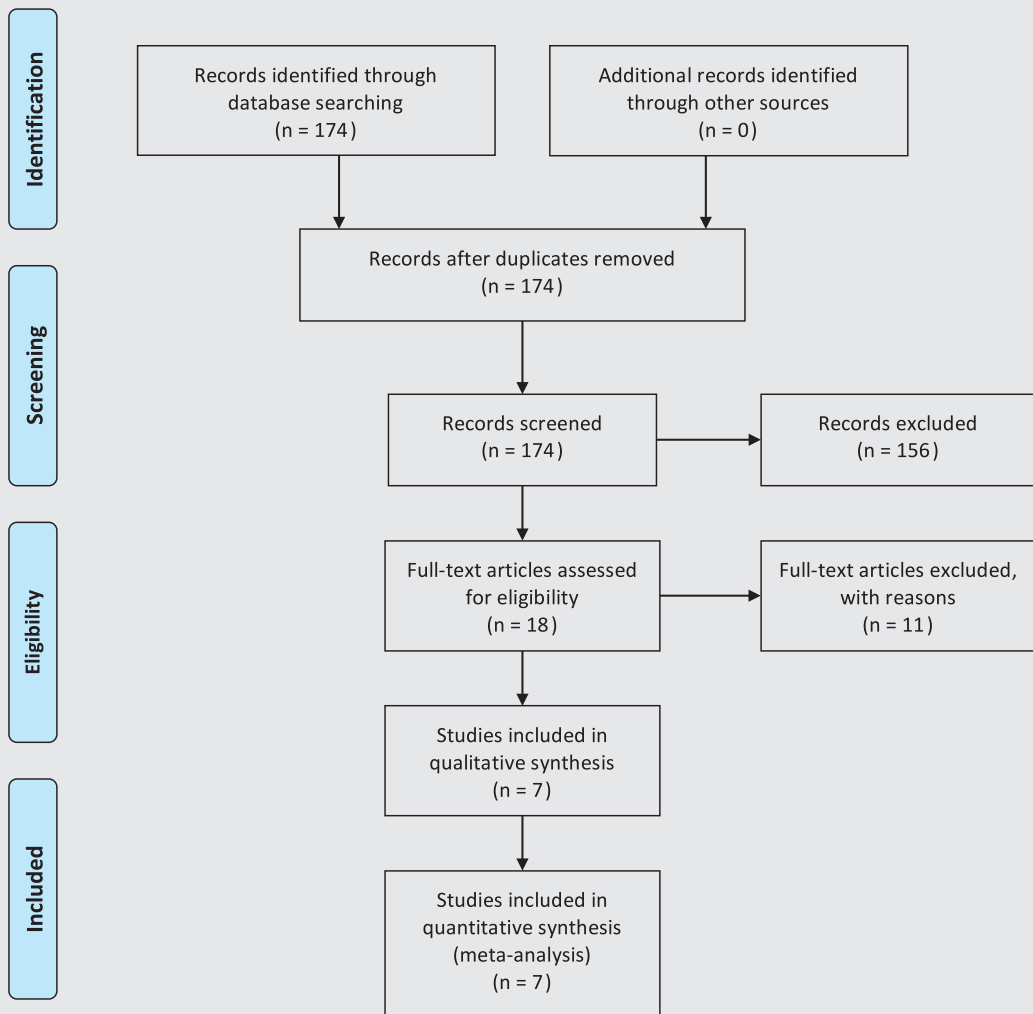 Identification
Records identified through
database searching
(n = 174)
Additional records identified
through other sources
(n = 0)
Screening
Records after duplicates removed
(n = 174)
Records screened
(n = 174)
Records excluded
(n = 156)
Eligibility
Full-text articles assessed
for eligibility
(n = 18)
Full-text articles excluded,
with reasons
(n = 11)
Studies included in
qualitative synthesis
(n = 7)
Included
Studies included in
quantitative synthesis
(meta-analysis)
(n = 7)